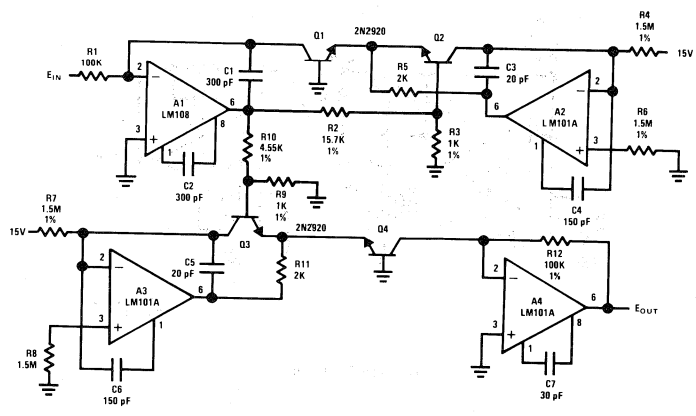 R1
100K
E_IN
2
3
A1
LM108
6
8
1
C1
300 pF
C2
300 pF
Q1
2N2920
Q2
R5
2K
C3
20 pF
R4
1.5M
1%
15V
R2
15.7K
1%
R3
1K
1%
6
A2
LM101A
2
3
1
R6
1.5M
1%
C4
150 pF
R10
4.55K
1%
R9
1K
1%
R7
1.5M
1%
15V
Q3
2N2920
Q4
C5
20 pF
R11
2K
2
3
A3
LM101A
6
1
R8
1.5M
C6
150 pF
R12
100K
1%
2
3
A4
LM101A
6
8
1
E_OUT
C7
30 pF